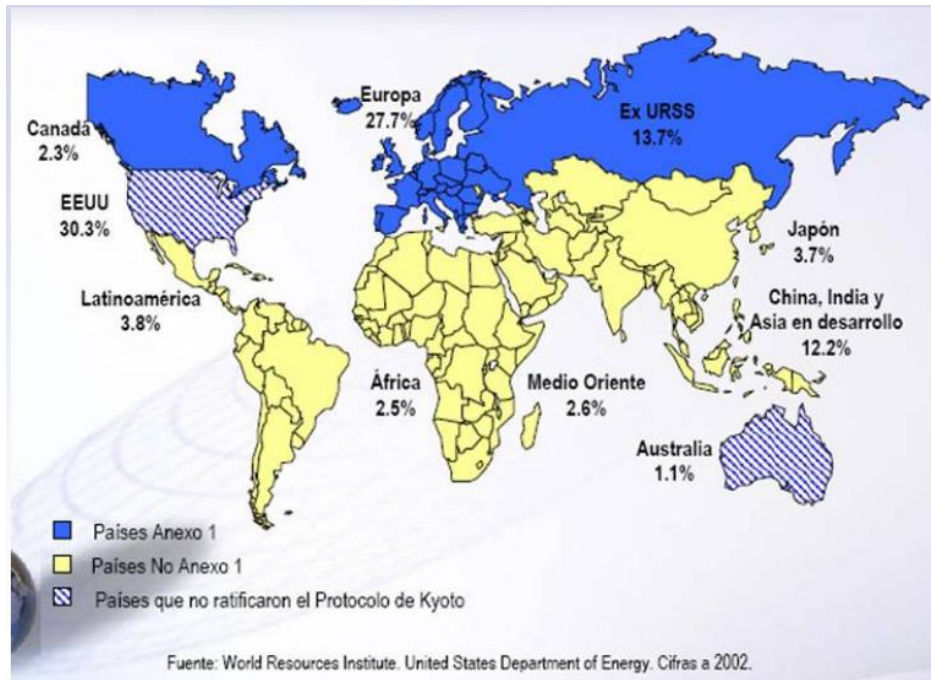 Europa
27.7%
Ex URSS
13.7%
Canadá
2.3%
EEUU
30.3%
Japón
3.7%
Latinoamérica
3.8%
China, India y
Asia en desarrollo
12.2%
África
2.5%
Medio Oriente
2.6%
Australia
1.1%
Países Anexo 1
Países No Anexo 1
Países que no ratificaron el Protocolo de Kyoto
Fuente: World Resources Institute. United States Department of Energy. Cifras a 2002.